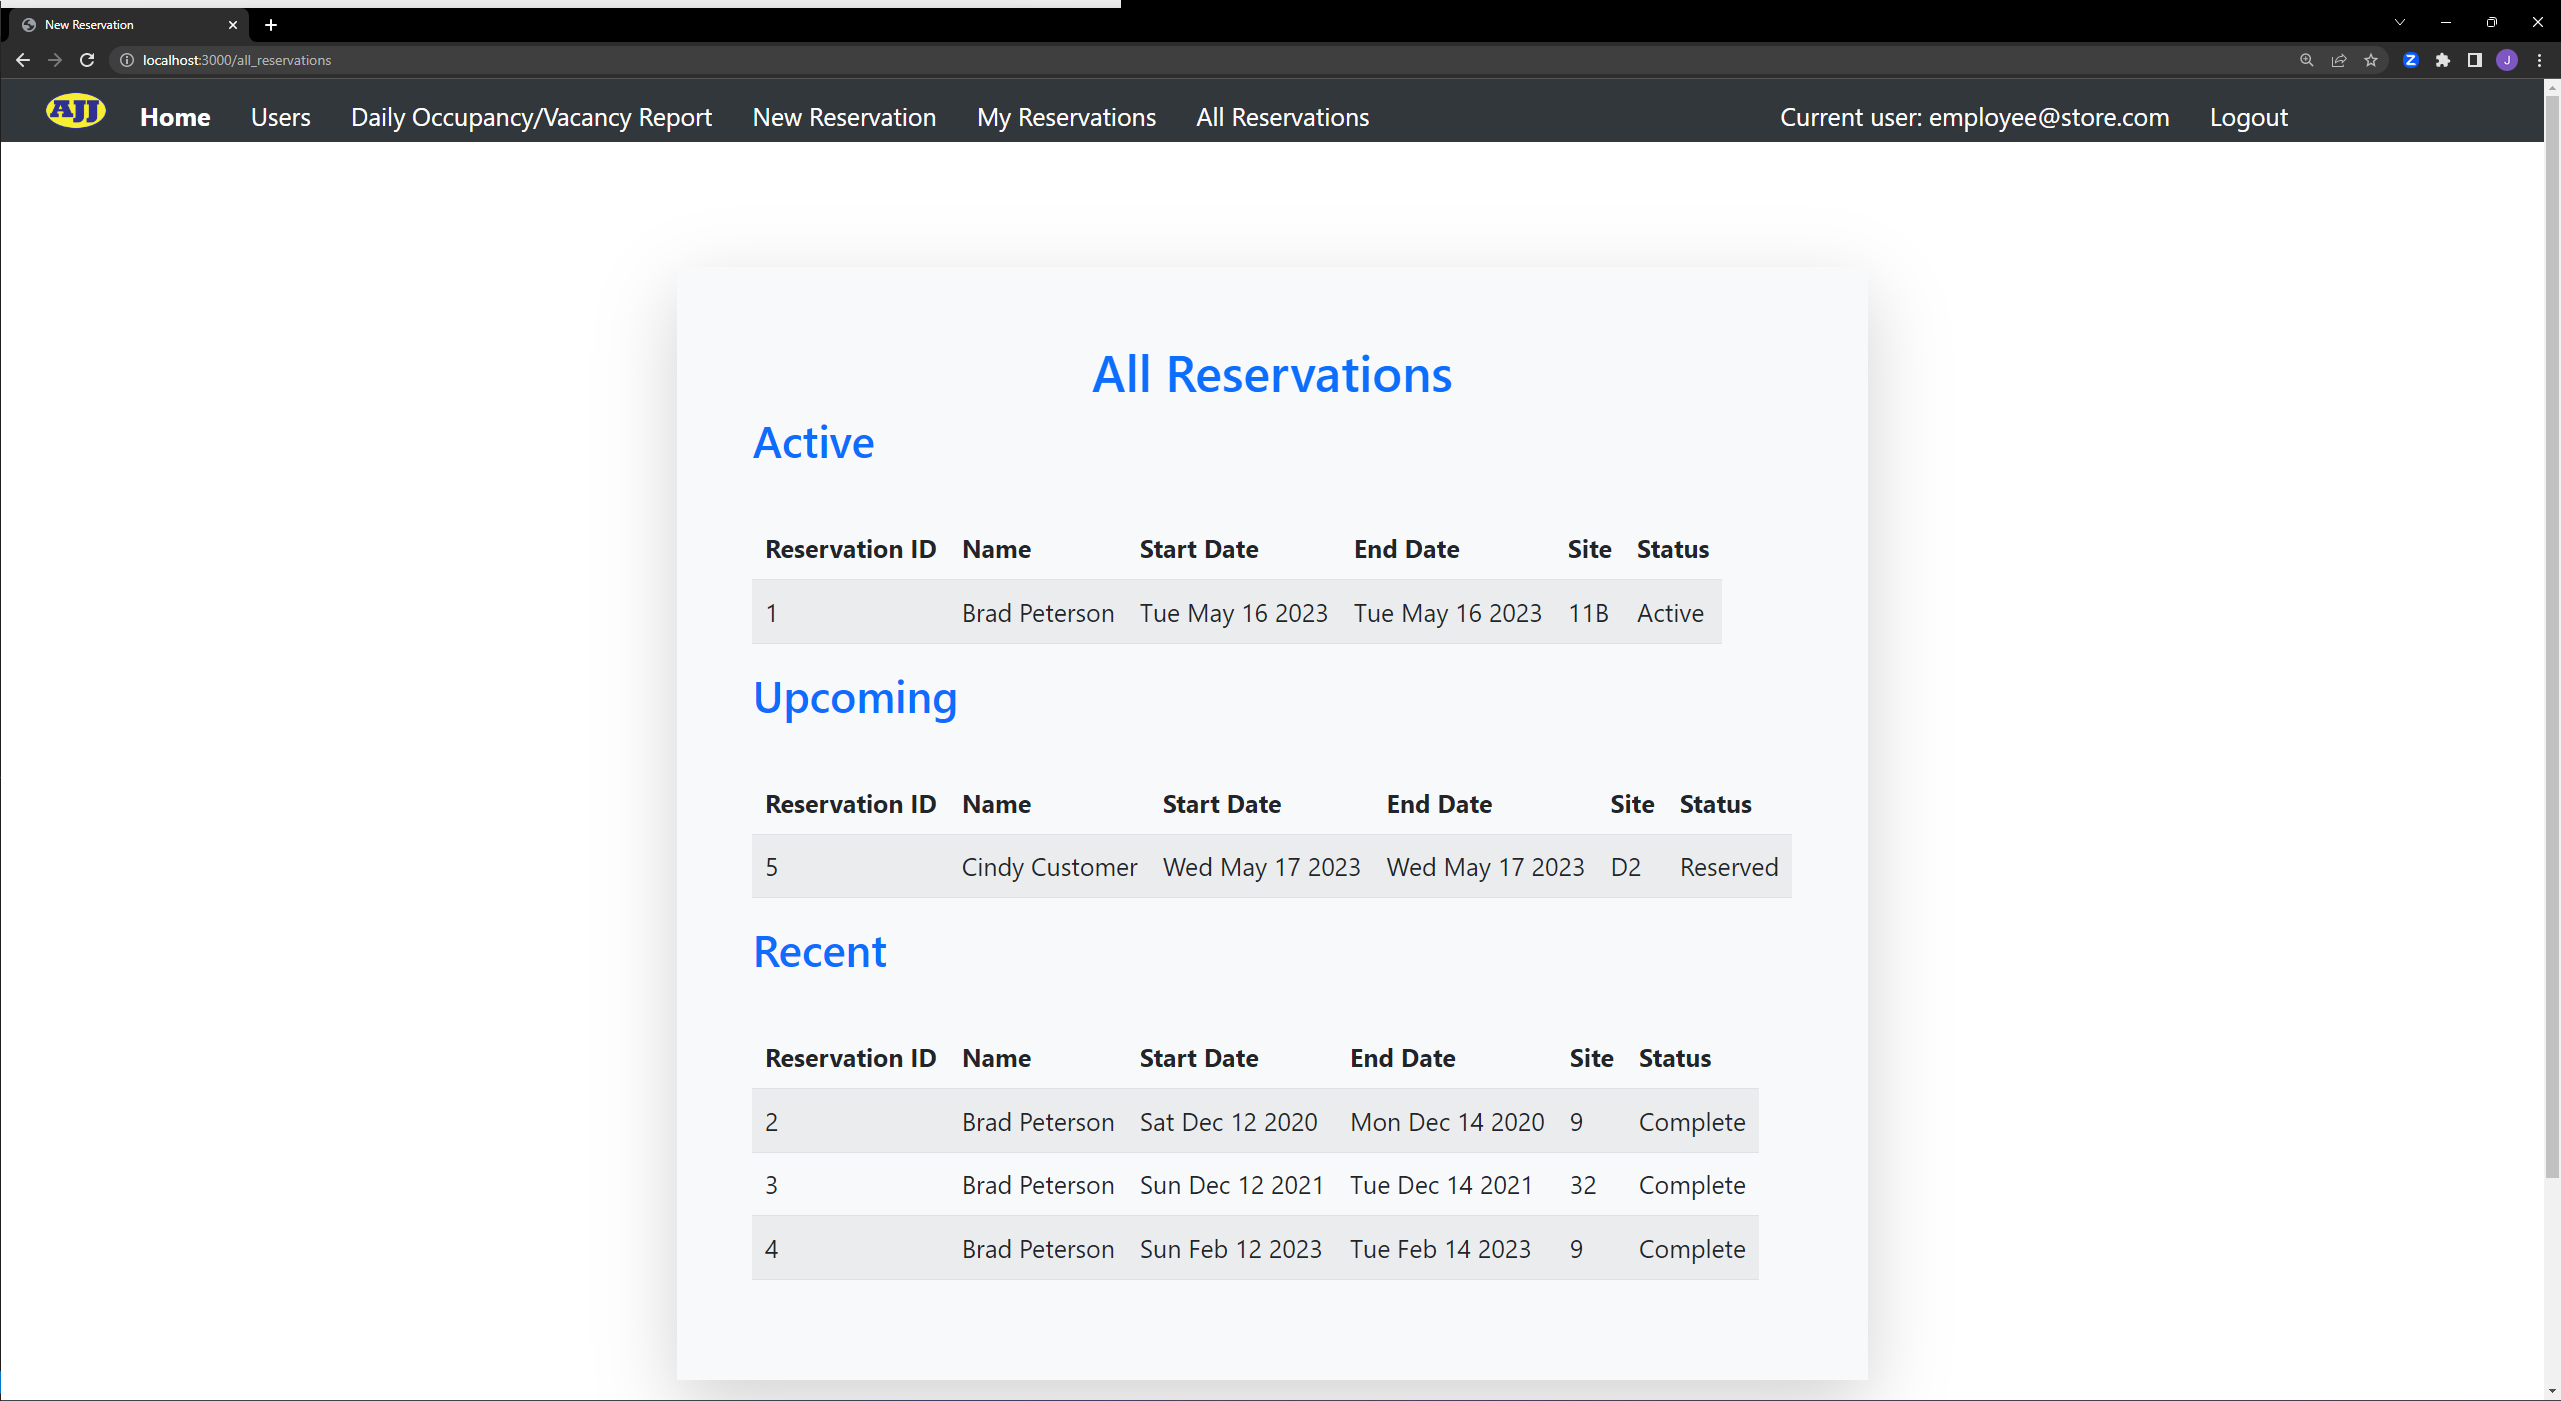 New Reservation
localhost:3000/all_reservations
Z
J
AJJ Home Users Daily Occupancy/Vacancy Report New Reservation My Reservations All Reservations Current user: employee@store.com Logout
All Reservations
Active
Reservation ID Name Start Date End Date Site Status
1 Brad Peterson Tue May 16 2023 Tue May 16 2023 11B Active
Upcoming
Reservation ID Name Start Date End Date Site Status
5 Cindy Customer Wed May 17 2023 Wed May 17 2023 D2 Reserved
Recent
Reservation ID Name Start Date End Date Site Status
2 Brad Peterson Sat Dec 12 2020 Mon Dec 14 2020 9 Complete
3 Brad Peterson Sun Dec 12 2021 Tue Dec 14 2021 32 Complete
4 Brad Peterson Sun Feb 12 2023 Tue Feb 14 2023 9 Complete